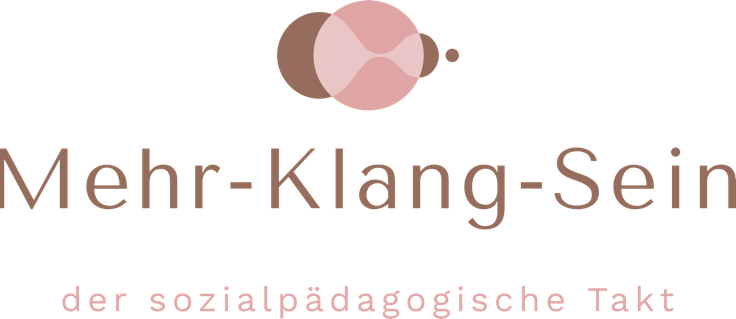 Mehr-Klang-Sein
der sozialpädagogische Takt